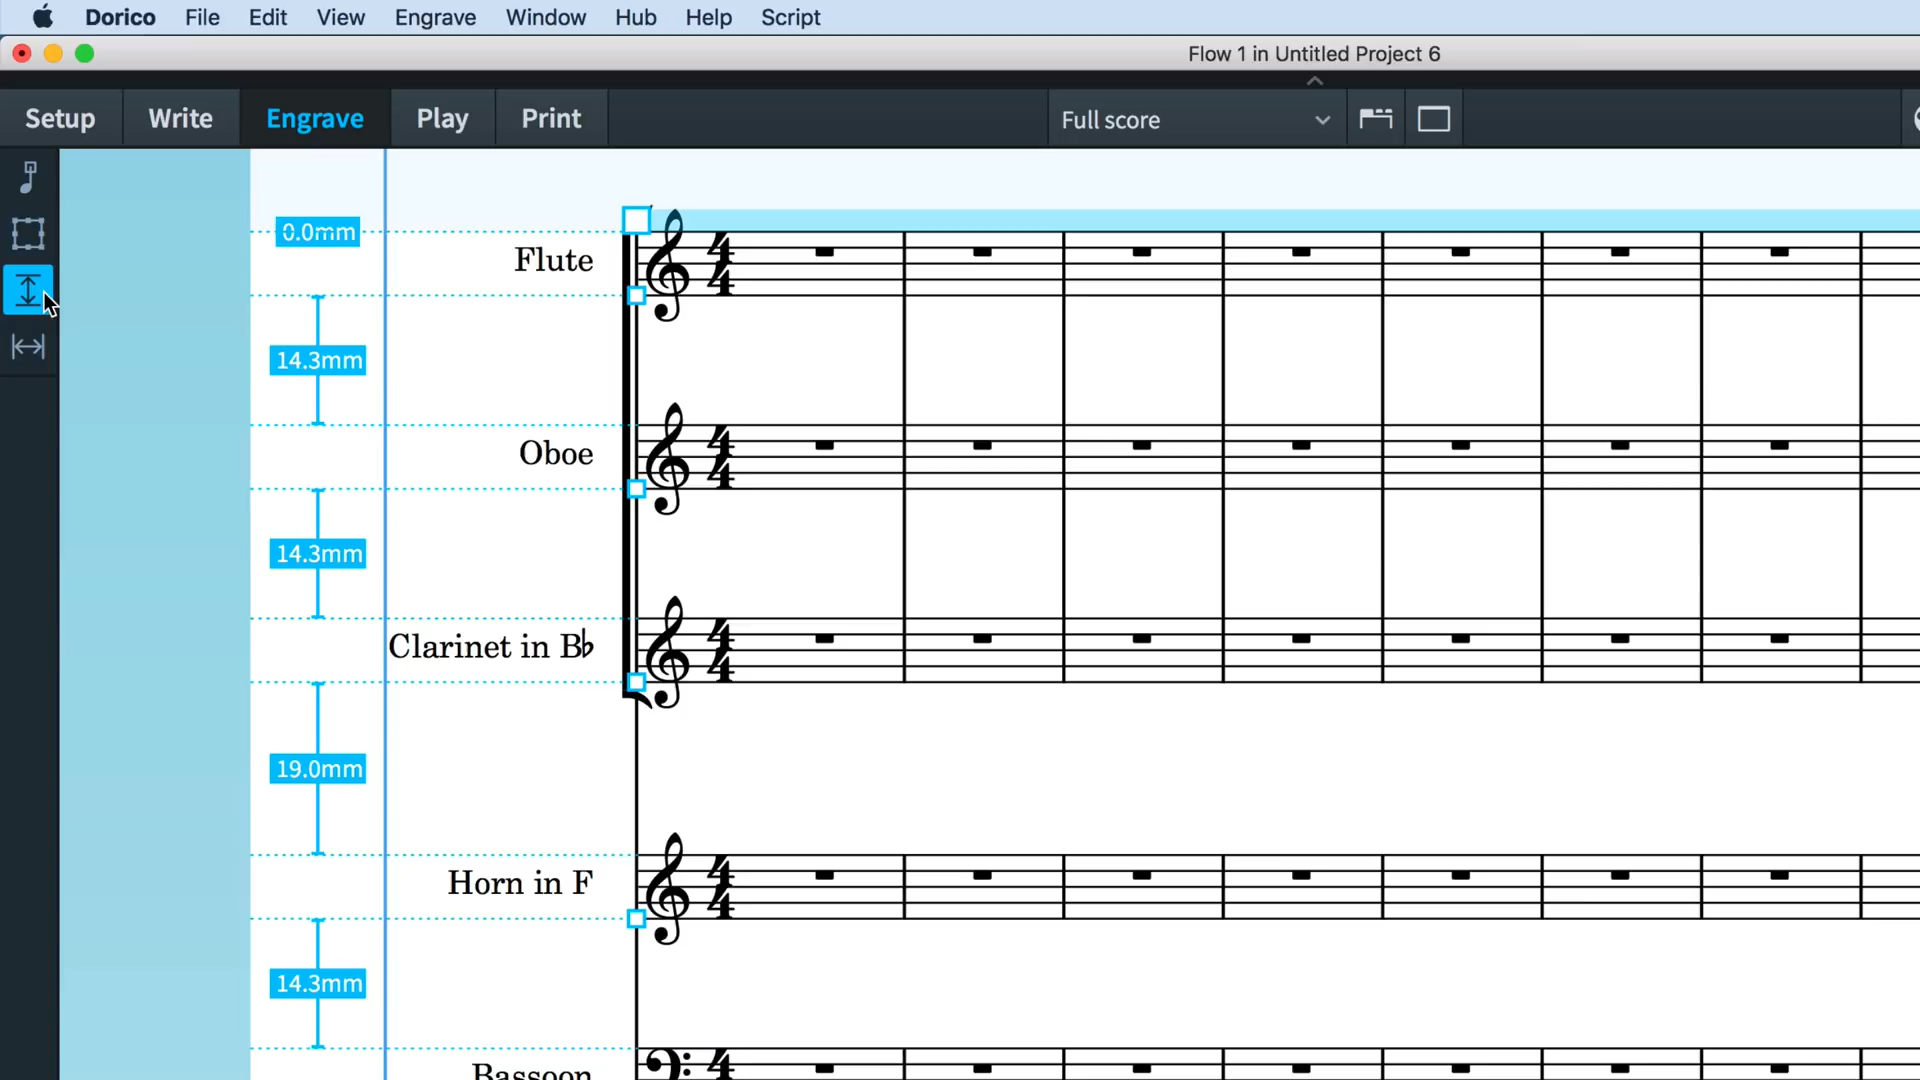 Dorico File Edit View Engrave Window Hub Help Script
Flow 1 in Untitled Project 6
Setup Write Engrave Play Print Full score
0.0mm
Flute
14.3mm
Oboe
14.3mm
Clarinet in B♭
19.0mm
Horn in F
14.3mm
Bassoon